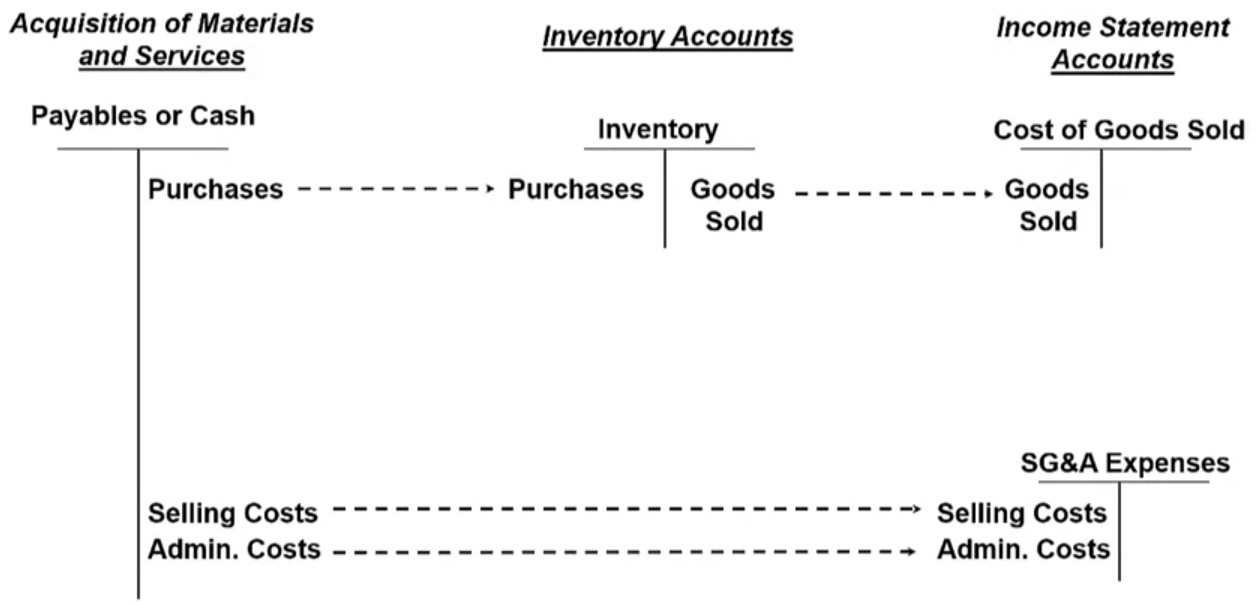 Acquisition of Materials
and Services
Inventory Accounts
Income Statement
Accounts
Payables or Cash
Inventory
Cost of Goods Sold
Purchases
Purchases
Goods
Sold
Goods
Sold
SG&A Expenses
Selling Costs
Admin. Costs
Selling Costs
Admin. Costs